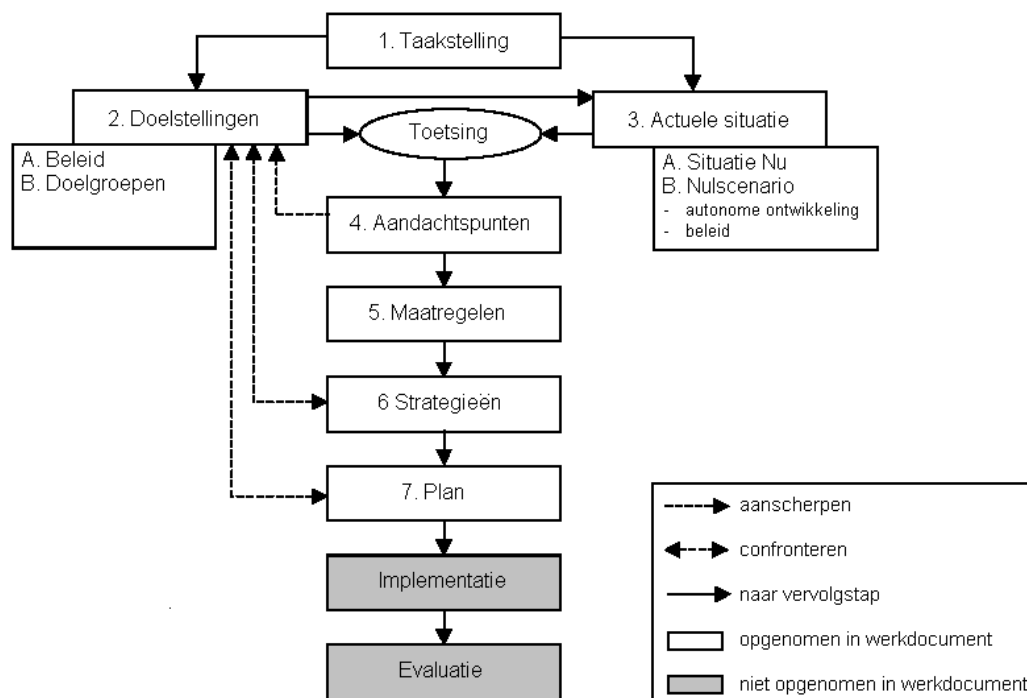 1. Taakstelling
2. Doelstellingen
Toetsing
3. Actuele situatie
A. Beleid
B. Doelgroepen
A. Situatie Nu
B. Nulscenario
- autonome ontwikkeling
- beleid
4. Aandachtspunten
5. Maatregelen
6 Strategieën
7. Plan
Implementatie
Evaluatie
aanscherpen
confronteren
naar vervolgstap
opgenomen in werkdocument
niet opgenomen in werkdocument